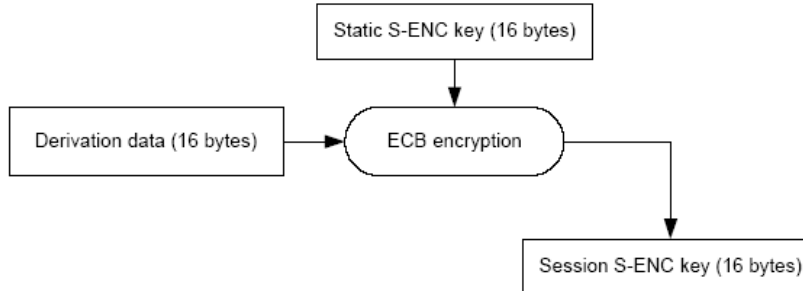 Static S-ENC key (16 bytes)
Derivation data (16 bytes)
ECB encryption
Session S-ENC key (16 bytes)